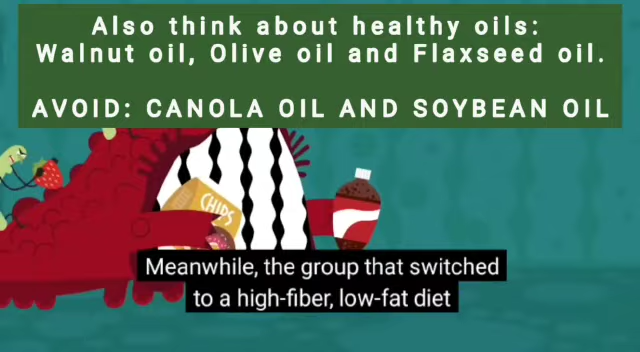 Also think about healthy oils:
Walnut oil, Olive oil and Flaxseed oil.
AVOID: CANOLA OIL AND SOYBEAN OIL
CHIPS
Meanwhile, the group that switched
to a high-fiber, low-fat diet